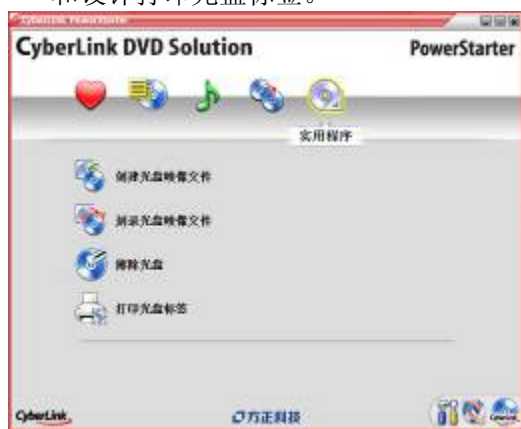 和设计打印光盘标签。
CyberLink PowerStarter
CyberLink DVD Solution
PowerStarter
实用程序
创建光盘映像文件
刻录光盘映像文件
擦除光盘
打印光盘标签
CyberLink
方正科技